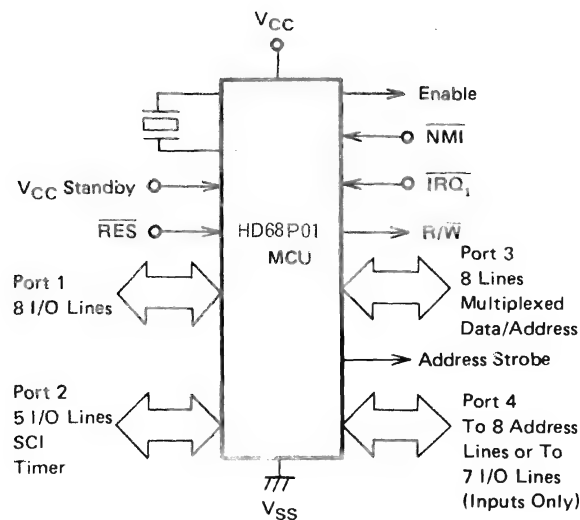 VCC
Enable
NMI
VCC Standby
IRQ1
RES
HD68P01
MCU
R/W
Port 1
8 I/O Lines
Port 3
8 Lines
Multiplexed
Data/Address
Address Strobe
Port 2
5 I/O Lines
SCI
Timer
Port 4
To 8 Address
Lines or To
7 I/O Lines
(Inputs Only)
VSS